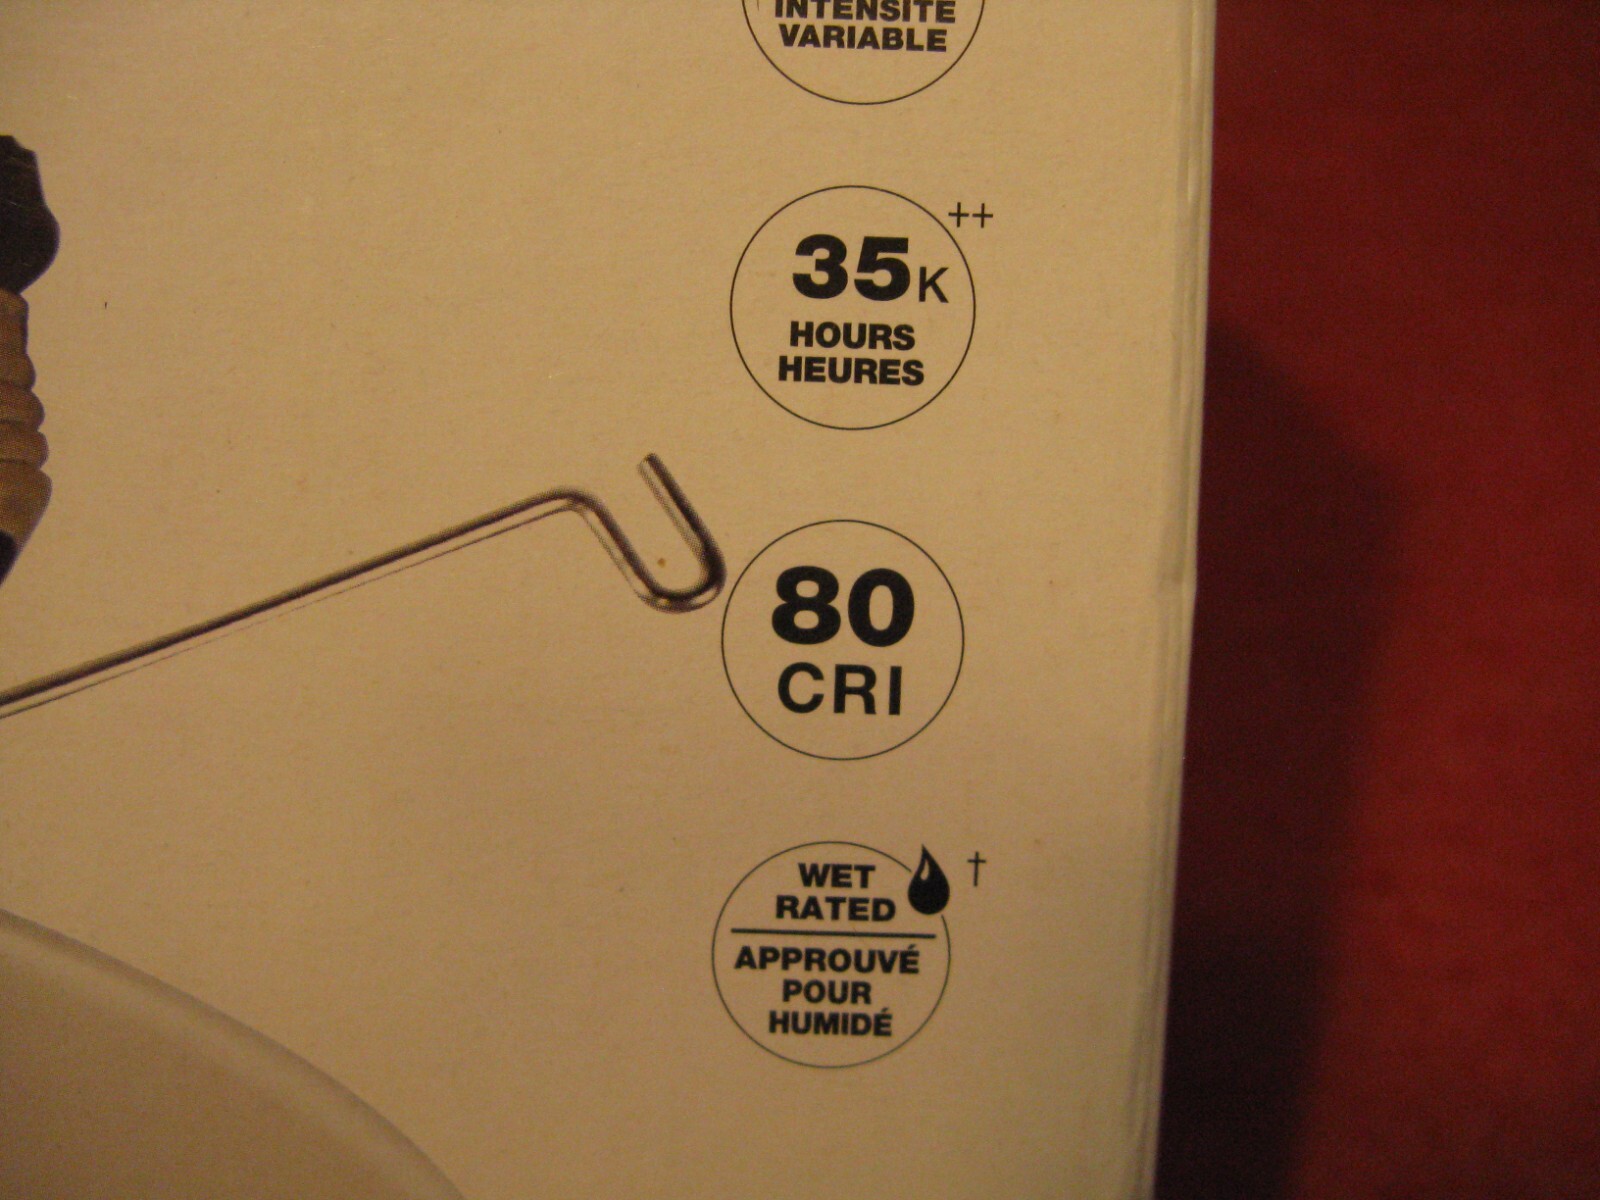 INTENSITÉ
VARIABLE
35K ++
HOURS
HEURES
80
CRI
WET
RATED †
APPROUVÉ
POUR
HUMIDÉ